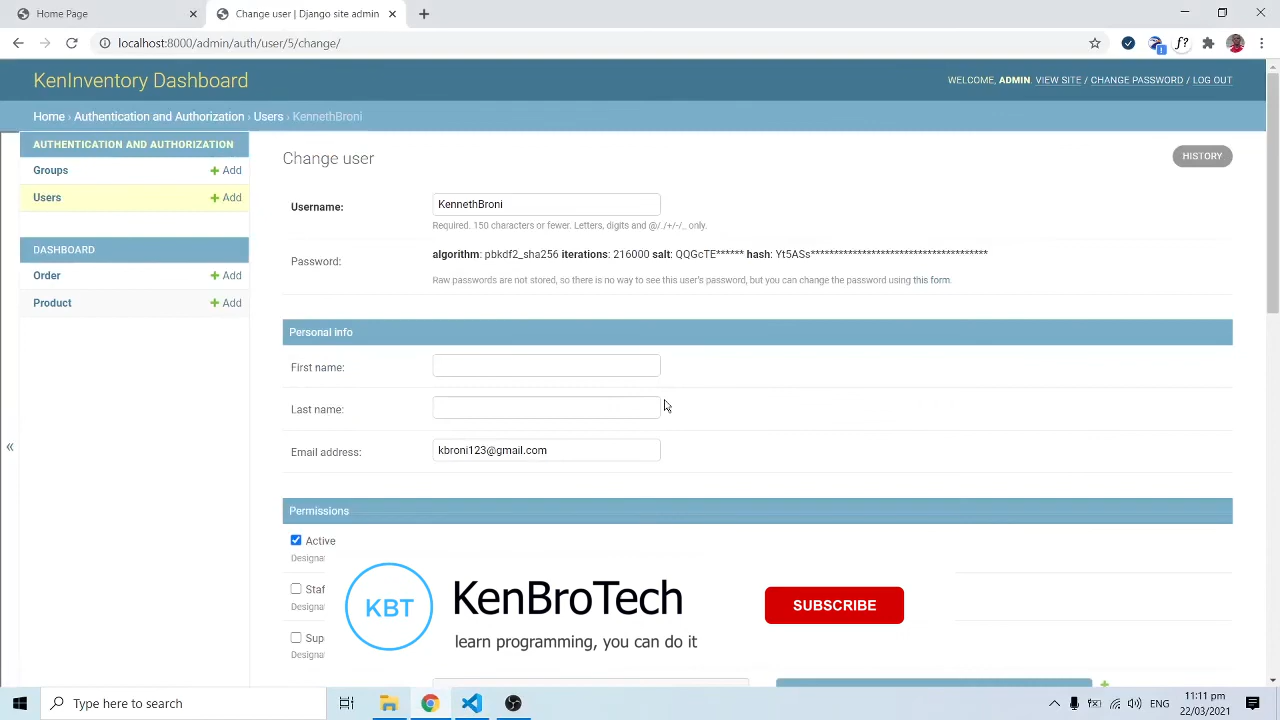 Home Page
Change user | Django site admin
localhost:8000/admin/auth/user/5/change/
KenInventory Dashboard
WELCOME, ADMIN. VIEW SITE / CHANGE PASSWORD / LOG OUT
Home › Authentication and Authorization › Users › KennethBroni
AUTHENTICATION AND AUTHORIZATION
Groups
Add
Users
Add
DASHBOARD
Order
Add
Product
Add
«
Change user
HISTORY
Username:
KennethBroni
Required. 150 characters or fewer. Letters, digits and @/./+/-/_ only.
Password:
algorithm: pbkdf2_sha256 iterations: 216000 salt: QQGcTE****** hash: Yt5ASs**************************************
Raw passwords are not stored, so there is no way to see this user's password, but you can change the password using this form.
Personal info
First name:
Last name:
Email address:
kbroni123@gmail.com
Permissions
Active
Designa
Staf
Designa
Sup
Designa
KBT
KenBroTech
learn programming, you can do it
SUBSCRIBE
Type here to search
ENG
11:11 pm
22/03/2021